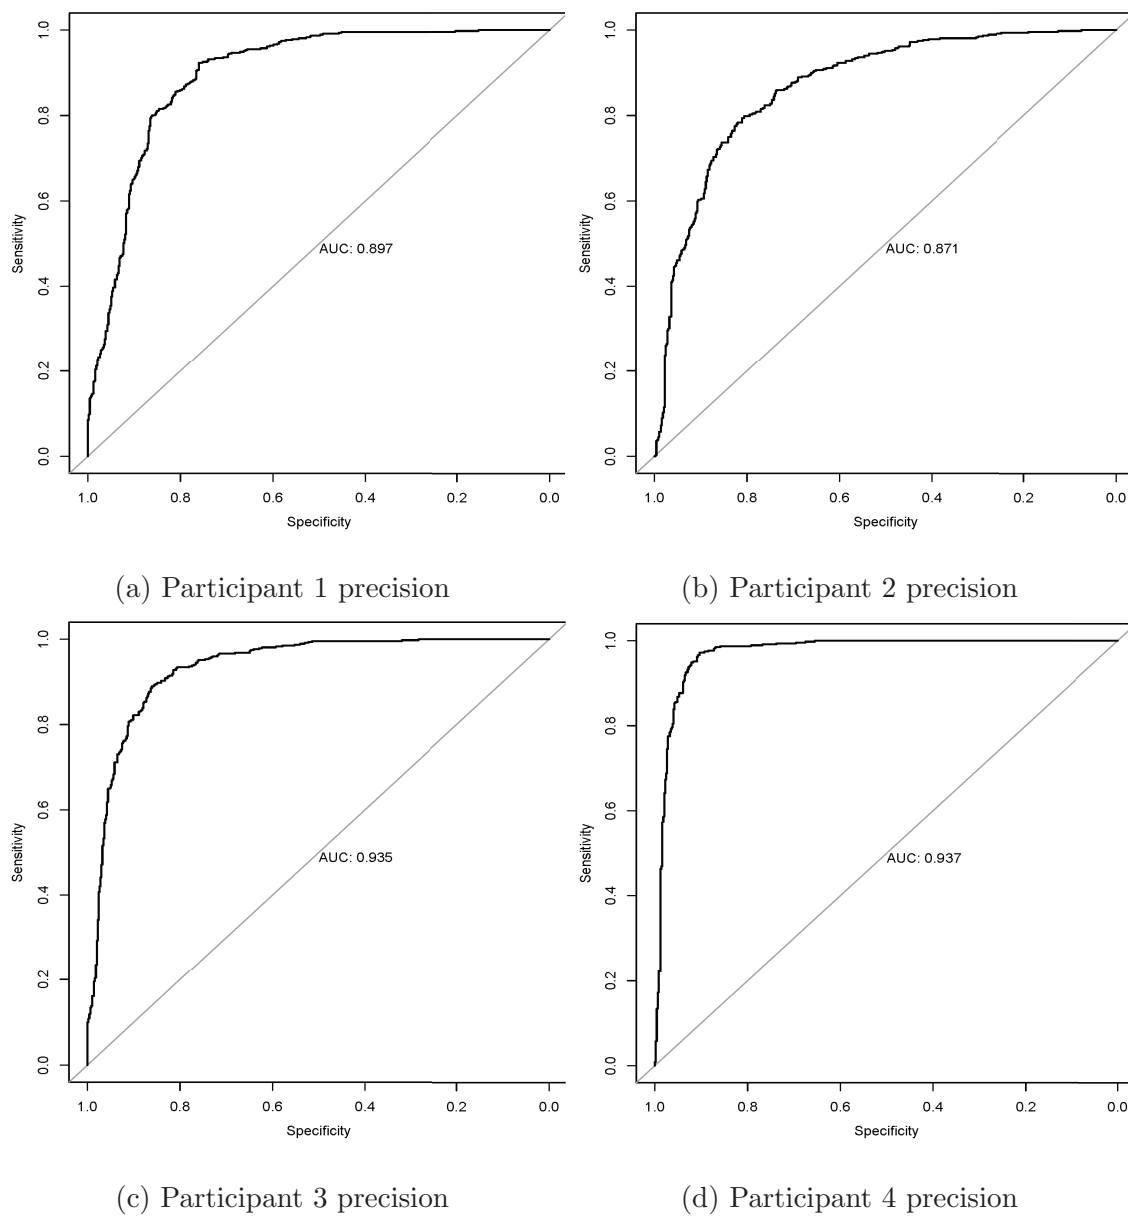 1.0
0.8
0.6
0.4
0.2
0.0
Sensitivity
AUC: 0.897
1.0 0.8 0.6 0.4 0.2 0.0
Specificity
(a) Participant 1 precision
1.0
0.8
0.6
0.4
0.2
0.0
Sensitivity
AUC: 0.871
1.0 0.8 0.6 0.4 0.2 0.0
Specificity
(b) Participant 2 precision
1.0
0.8
0.6
0.4
0.2
0.0
Sensitivity
AUC: 0.935
1.0 0.8 0.6 0.4 0.2 0.0
Specificity
(c) Participant 3 precision
1.0
0.8
0.6
0.4
0.2
0.0
Sensitivity
AUC: 0.937
1.0 0.8 0.6 0.4 0.2 0.0
Specificity
(d) Participant 4 precision